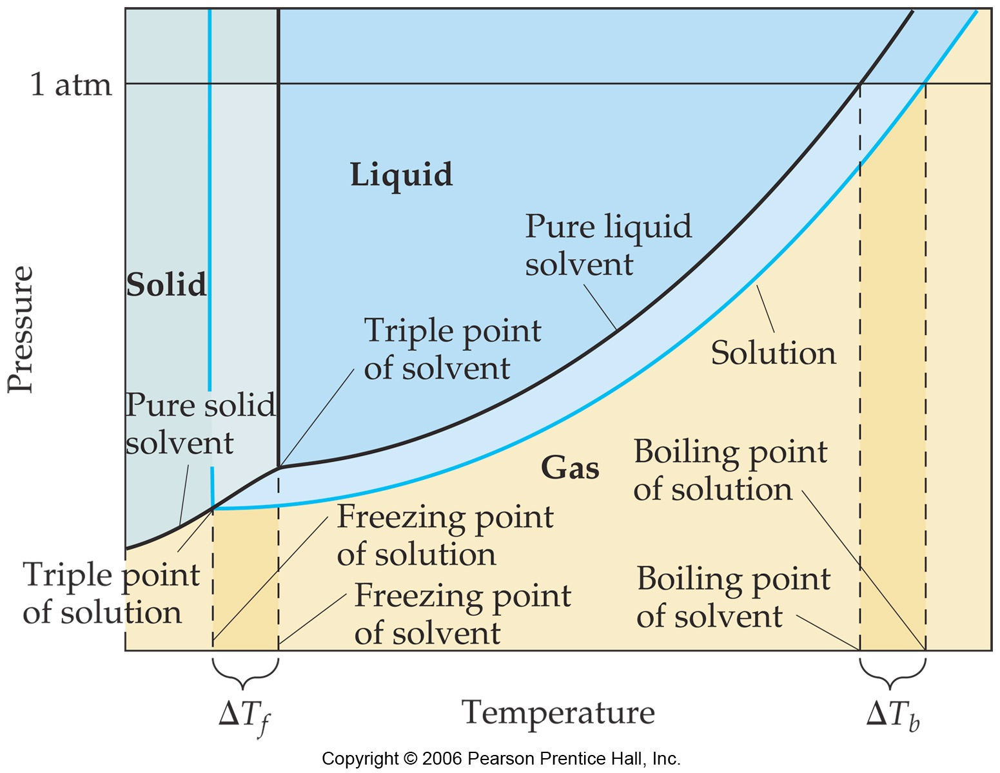 1 atm
Liquid
Pure liquid
solvent
Solid
Triple point
of solvent
Solution
Pressure
Pure solid
solvent
Gas
Boiling point
of solution
Freezing point
of solution
Triple point
of solution
Freezing point
of solvent
Boiling point
of solvent
ΔTf
Temperature
ΔTb
Copyright © 2006 Pearson Prentice Hall, Inc.